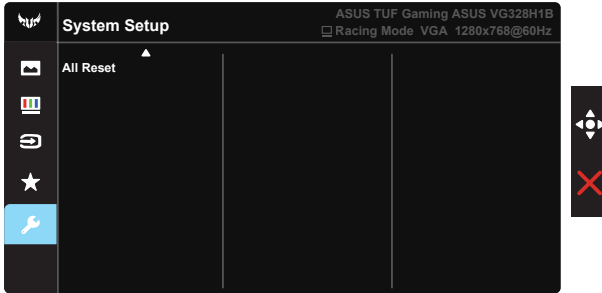 System Setup
ASUS TUF Gaming ASUS VG328H1B
Racing Mode VGA 1280x768@60Hz
All Reset